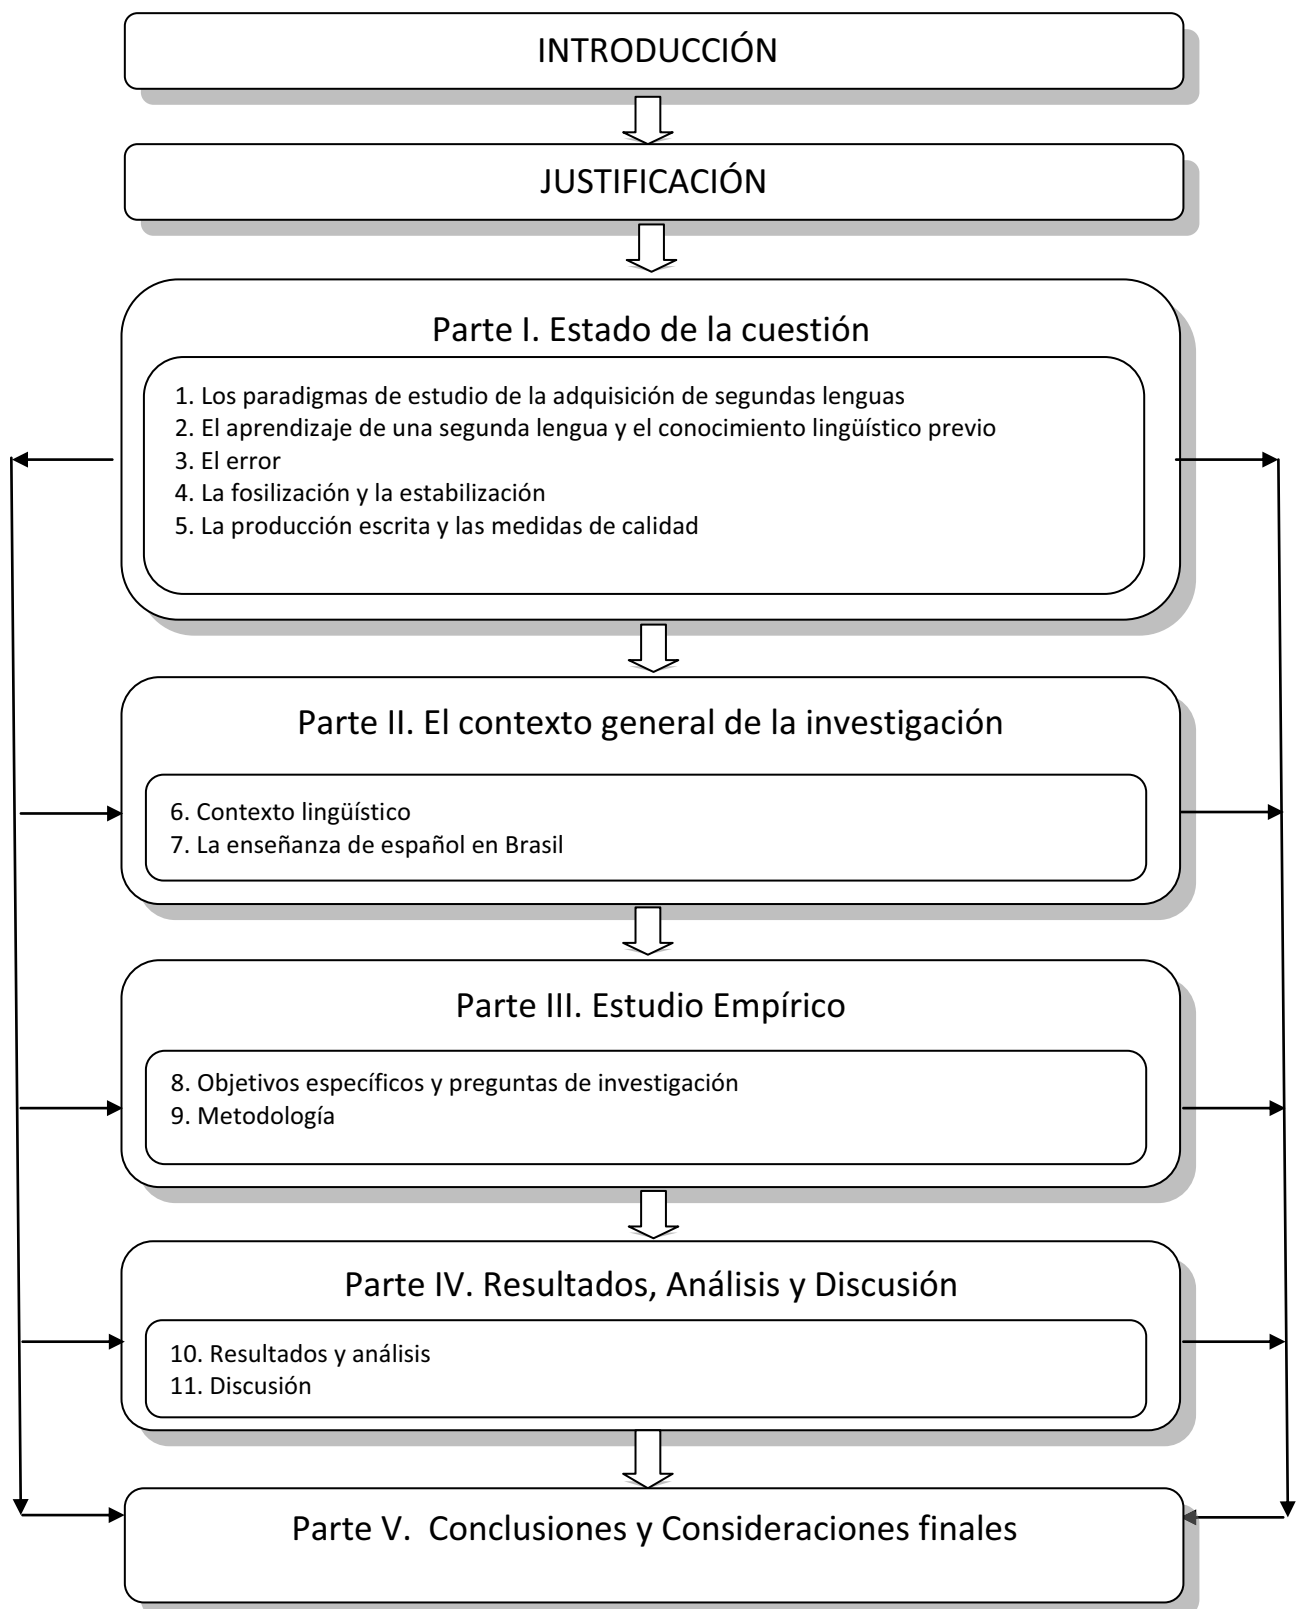 INTRODUCCIÓN
JUSTIFICACIÓN
Parte I. Estado de la cuestión
1. Los paradigmas de estudio de la adquisición de segundas lenguas
2. El aprendizaje de una segunda lengua y el conocimiento lingüístico previo
3. El error
4. La fosilización y la estabilización
5. La producción escrita y las medidas de calidad
Parte II. El contexto general de la investigación
6. Contexto lingüístico
7. La enseñanza de español en Brasil
Parte III. Estudio Empírico
8. Objetivos específicos y preguntas de investigación
9. Metodología
Parte IV. Resultados, Análisis y Discusión
10. Resultados y análisis
11. Discusión
Parte V. Conclusiones y Consideraciones finales